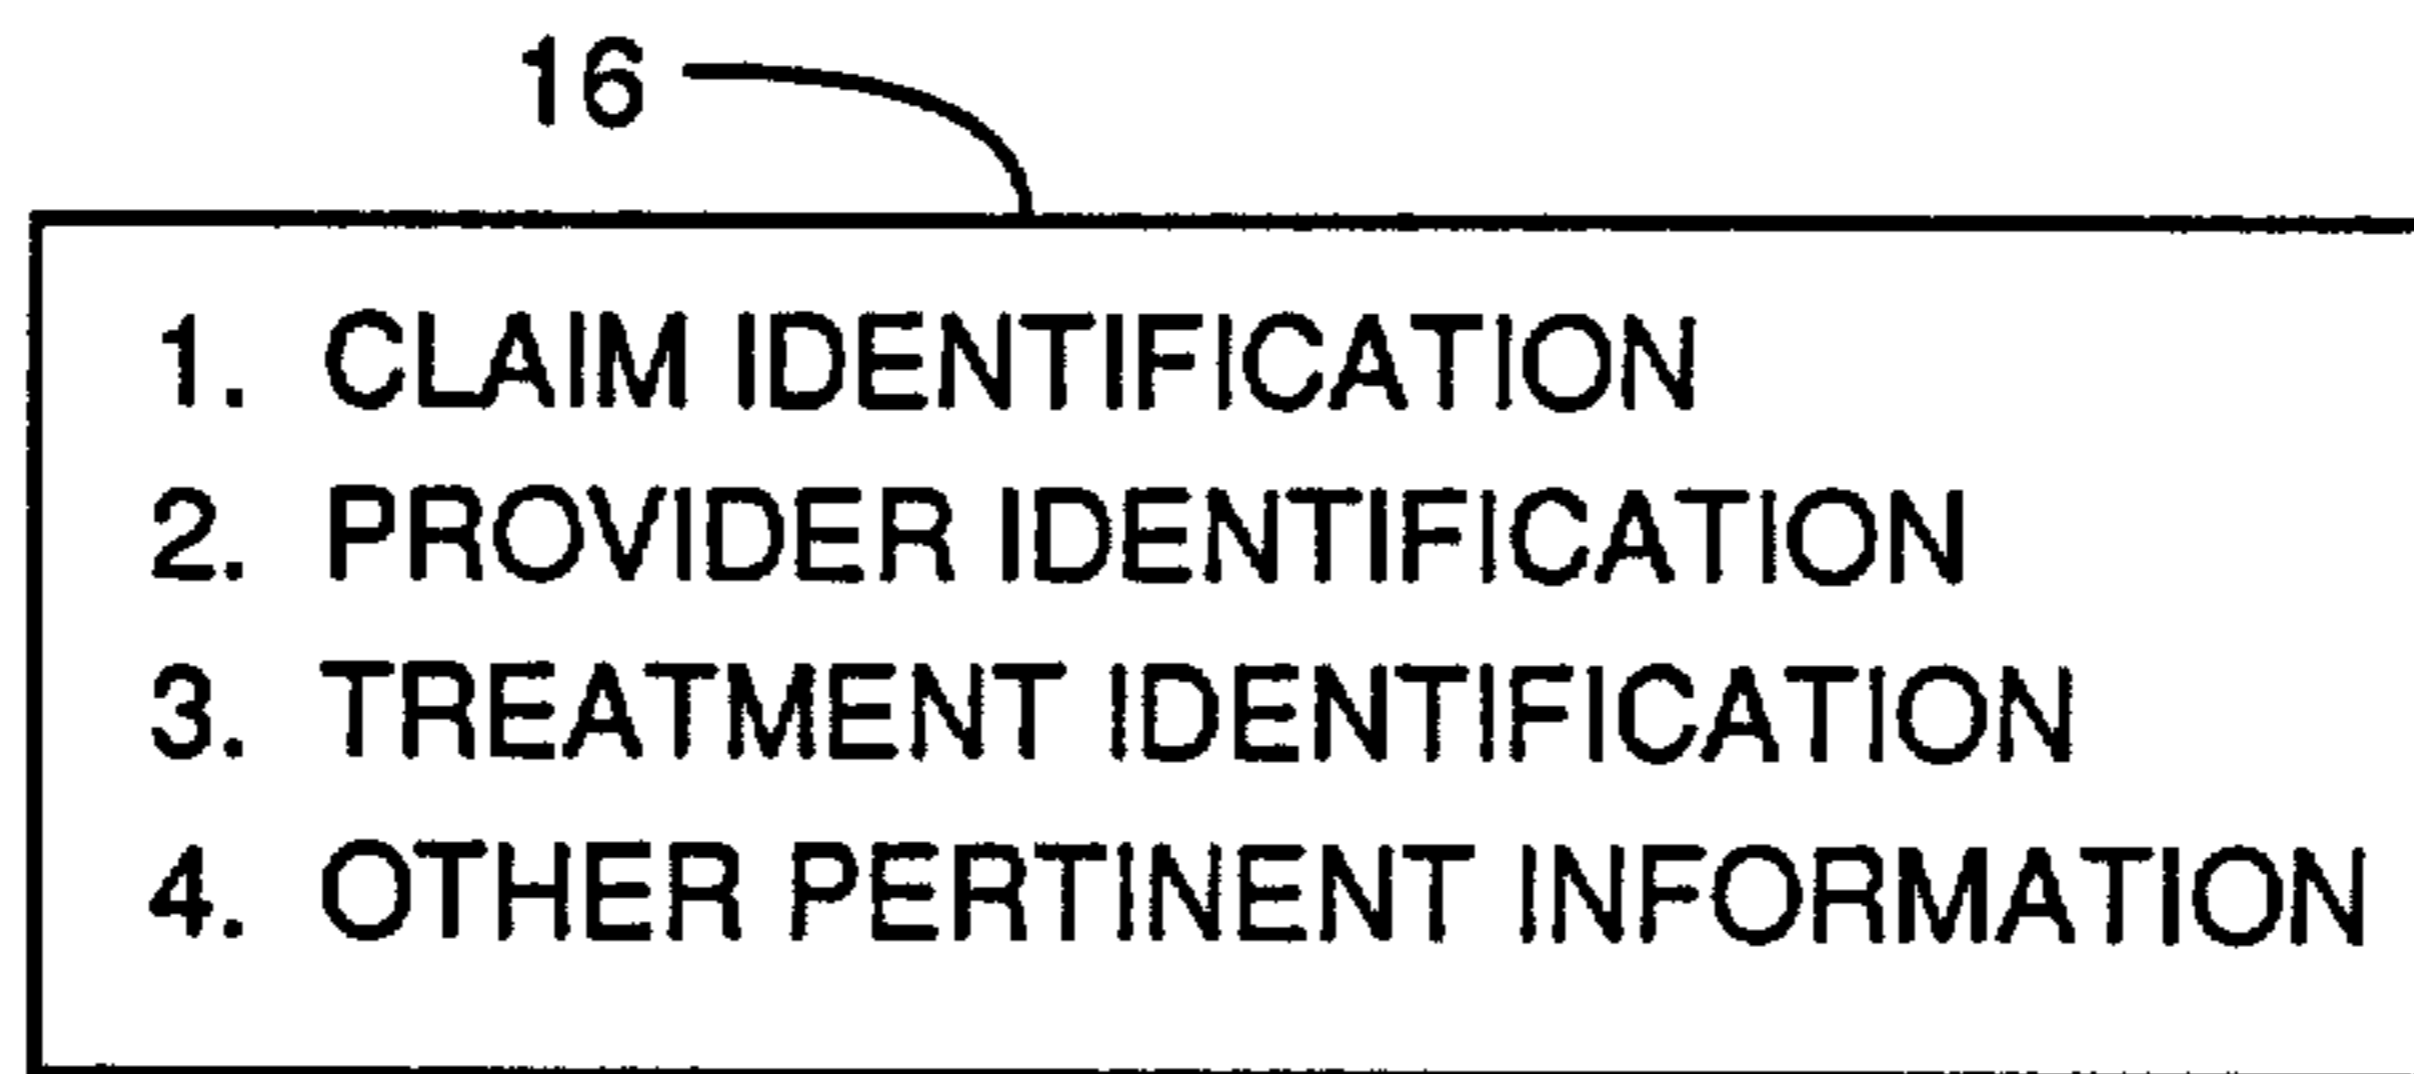 16
1. CLAIM IDENTIFICATION
2. PROVIDER IDENTIFICATION
3. TREATMENT IDENTIFICATION
4. OTHER PERTINENT INFORMATION